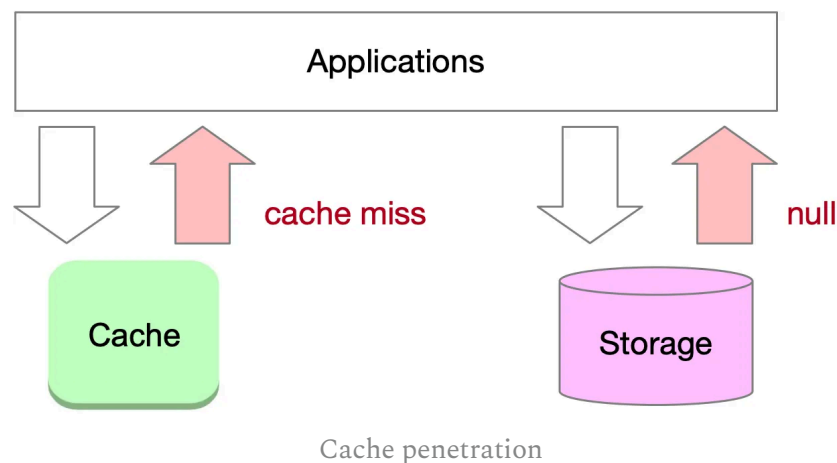 Applications
cache miss
null
Cache
Storage
Cache penetration